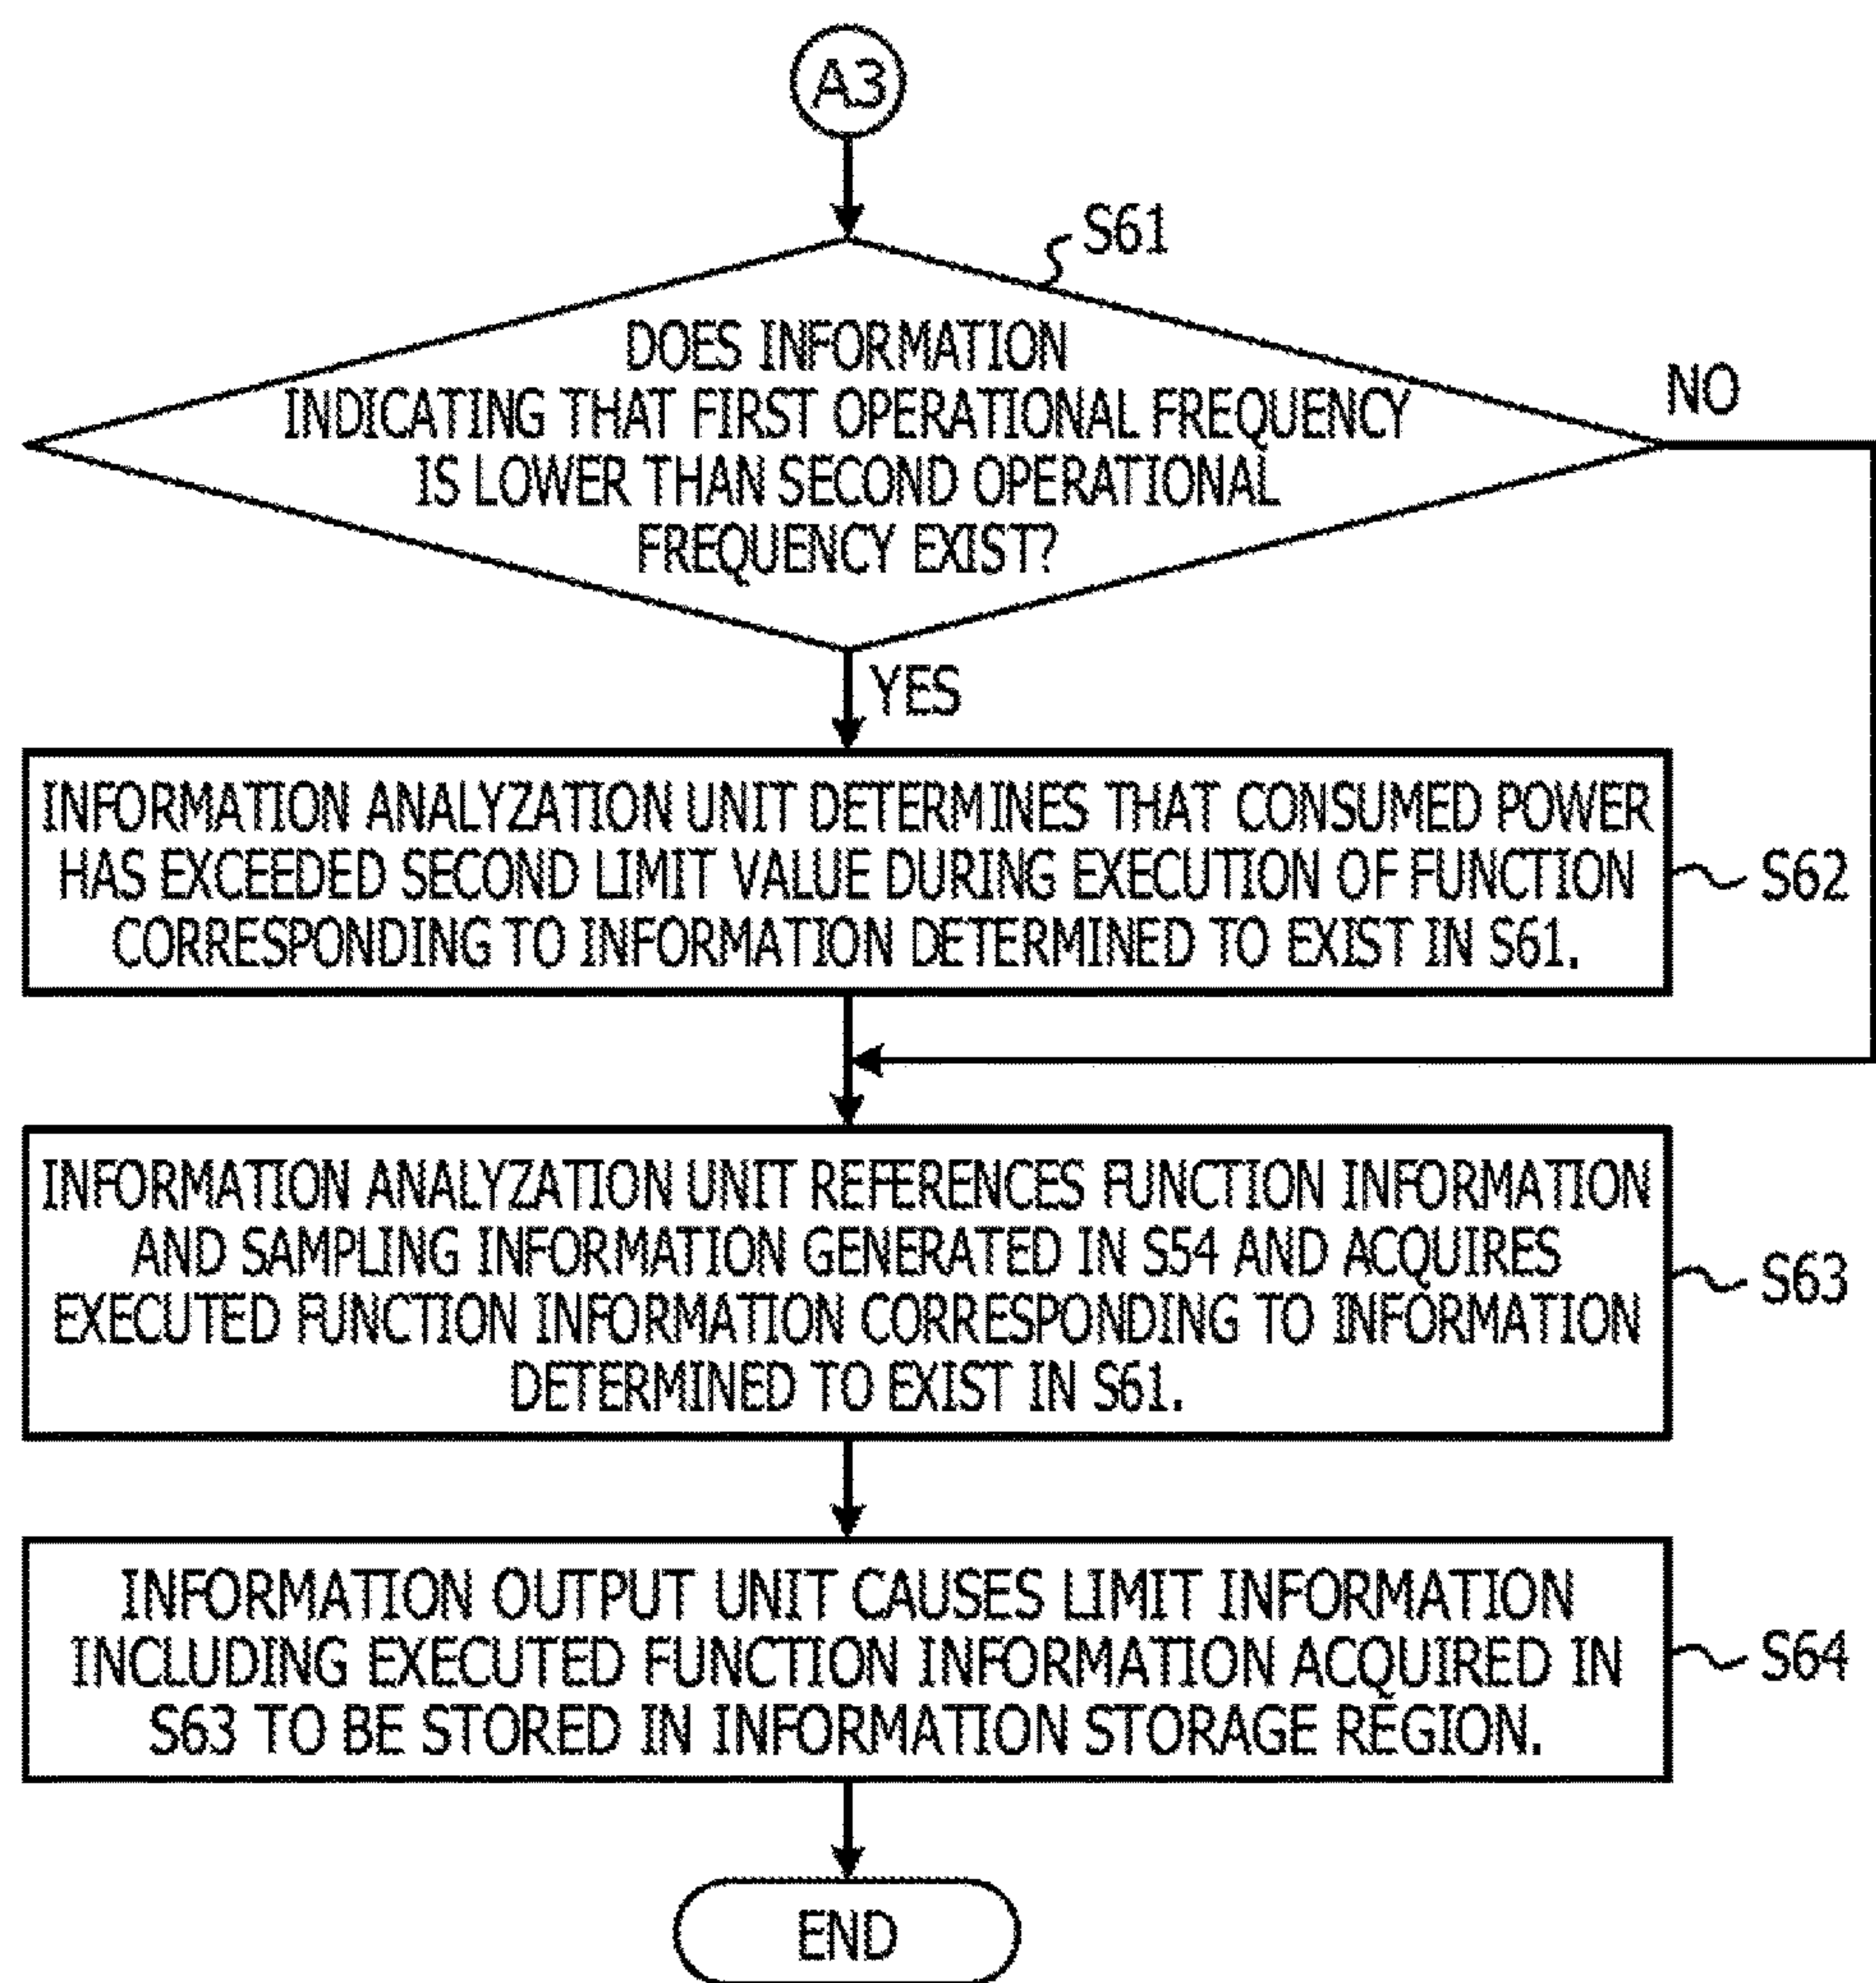 A3
S61
DOES INFORMATION
INDICATING THAT FIRST OPERATIONAL FREQUENCY
IS LOWER THAN SECOND OPERATIONAL
FREQUENCY EXIST?
NO
YES
INFORMATION ANALYZATION UNIT DETERMINES THAT CONSUMED POWER
HAS EXCEEDED SECOND LIMIT VALUE DURING EXECUTION OF FUNCTION
CORRESPONDING TO INFORMATION DETERMINED TO EXIST IN S61.
S62
INFORMATION ANALYZATION UNIT REFERENCES FUNCTION INFORMATION
AND SAMPLING INFORMATION GENERATED IN S54 AND ACQUIRES
EXECUTED FUNCTION INFORMATION CORRESPONDING TO INFORMATION
DETERMINED TO EXIST IN S61.
S63
INFORMATION OUTPUT UNIT CAUSES LIMIT INFORMATION
INCLUDING EXECUTED FUNCTION INFORMATION ACQUIRED IN
S63 TO BE STORED IN INFORMATION STORAGE REGION.
S64
END